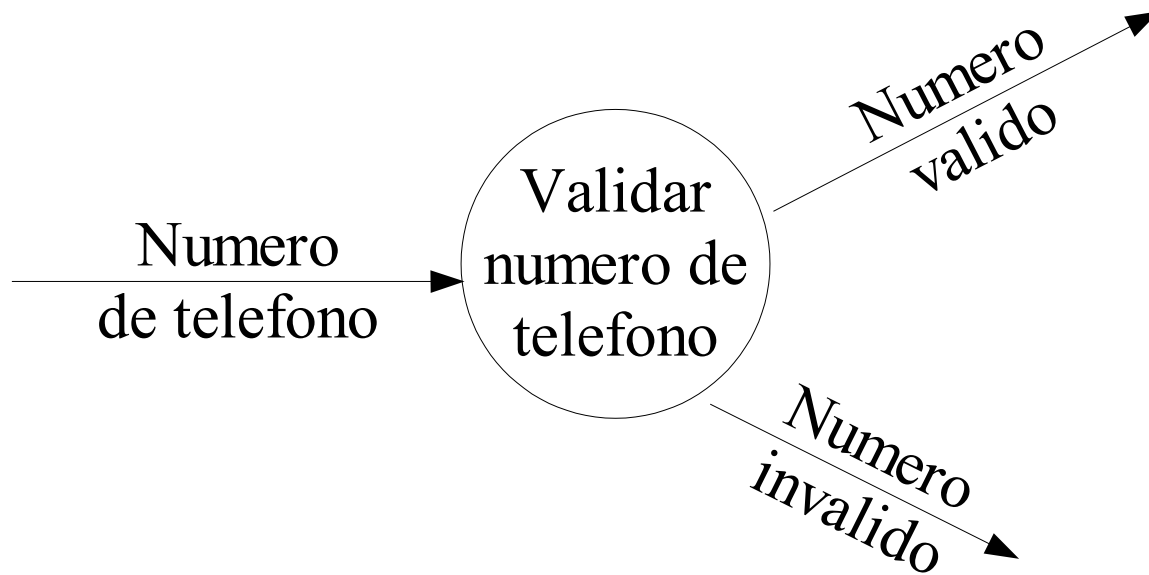 Numero
de telefono
Validar
numero de
telefono
Numero
valido
Numero
invalido